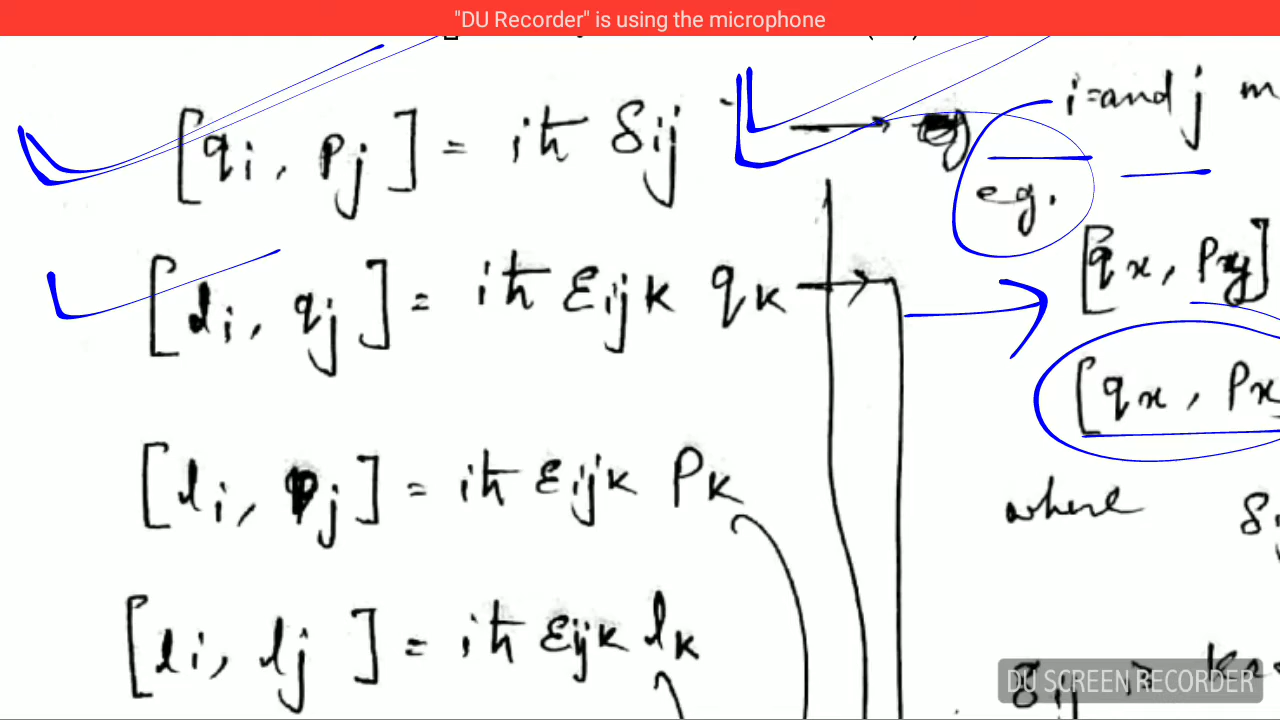 "DU Recorder" is using the microphone
[qi, pj] = iħ δij →
i=and j
e.g.
[li, qj] = iħ εijk qk →
[qx, Pxy]
[qx, Px
[li, pj] = iħ εijk Pk
where
[li, lj] = iħ εijk lk
DU SCREEN RECORDER